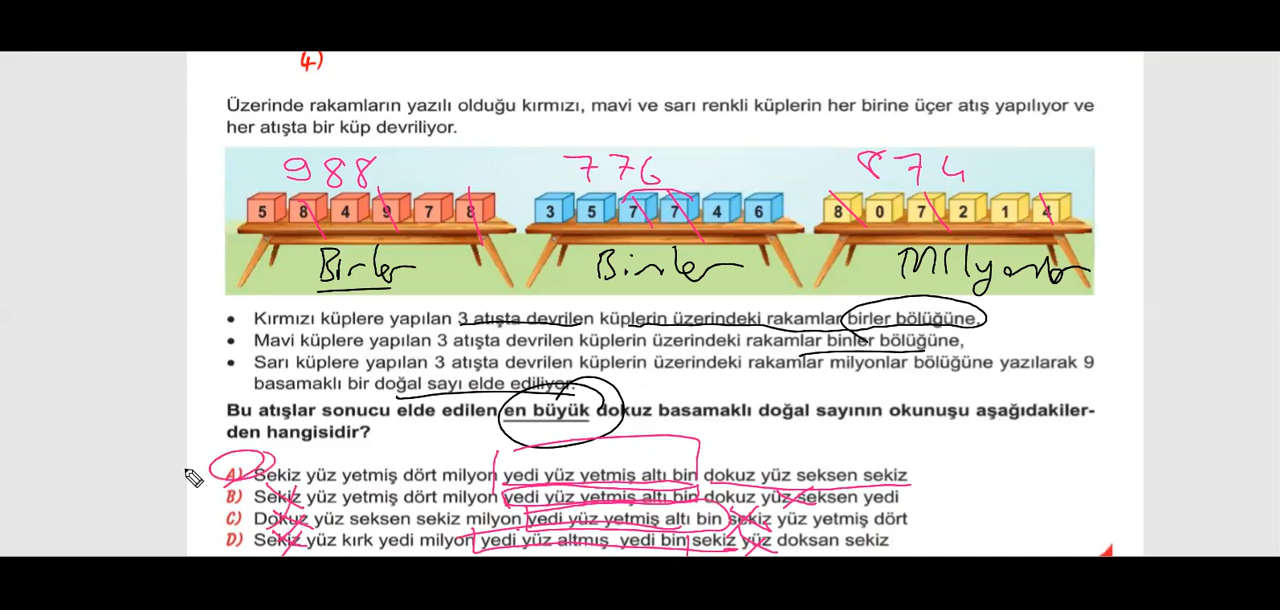 4)
Üzerinde rakamların yazılı olduğu kırmızı, mavi ve sarı renkli küplerin her birine üçer atış yapılıyor ve
her atışta bir küp devriliyor.
988 776 874
5 8 4 9 7 8 3 5 7 7 4 6 8 0 7 2 1 4
Birler Binler Milyonlar
• Kırmızı küplere yapılan 3 atışta devrilen küplerin üzerindeki rakamlar birler bölüğüne,
• Mavi küplere yapılan 3 atışta devrilen küplerin üzerindeki rakamlar binler bölüğüne,
• Sarı küplere yapılan 3 atışta devrilen küplerin üzerindeki rakamlar milyonlar bölüğüne yazılarak 9
basamaklı bir doğal sayı elde ediliyor.
Bu atışlar sonucu elde edilen en büyük dokuz basamaklı doğal sayının okunuşu aşağıdakiler-
den hangisidir?
A) Sekiz yüz yetmiş dört milyon yedi yüz yetmiş altı bin dokuz yüz seksen sekiz
B) Sekiz yüz yetmiş dört milyon yedi yüz yetmiş altı bin dokuz yüz seksen yedi
C) Dokuz yüz seksen sekiz milyon yedi yüz yetmiş altı bin sekiz yüz yetmiş dört
D) Sekiz yüz kırk yedi milyon yedi yüz altmış yedi bin sekiz yüz doksan sekiz